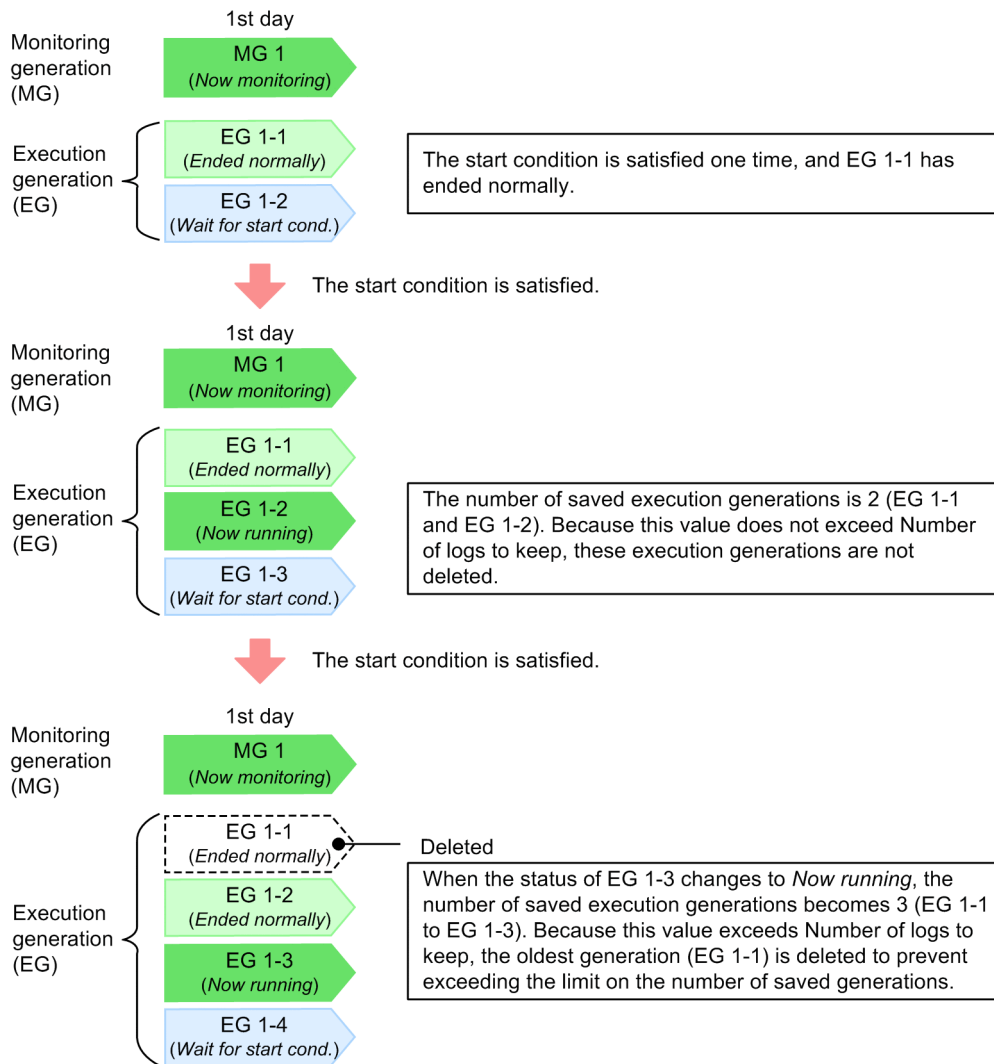 1st day
Monitoring
generation
(MG)
MG 1
(Now monitoring)
Execution
generation
(EG)
EG 1-1
(Ended normally)
EG 1-2
(Wait for start cond.)
The start condition is satisfied one time, and EG 1-1 has
ended normally.
The start condition is satisfied.
1st day
Monitoring
generation
(MG)
MG 1
(Now monitoring)
Execution
generation
(EG)
EG 1-1
(Ended normally)
EG 1-2
(Now running)
EG 1-3
(Wait for start cond.)
The number of saved execution generations is 2 (EG 1-1
and EG 1-2). Because this value does not exceed Number
of logs to keep, these execution generations are not
deleted.
The start condition is satisfied.
1st day
Monitoring
generation
(MG)
MG 1
(Now monitoring)
Execution
generation
(EG)
EG 1-1
(Ended normally)
Deleted
EG 1-2
(Ended normally)
EG 1-3
(Now running)
EG 1-4
(Wait for start cond.)
When the status of EG 1-3 changes to Now running, the
number of saved execution generations becomes 3 (EG 1-1
to EG 1-3). Because this value exceeds Number of logs to
keep, the oldest generation (EG 1-1) is deleted to prevent
exceeding the limit on the number of saved generations.